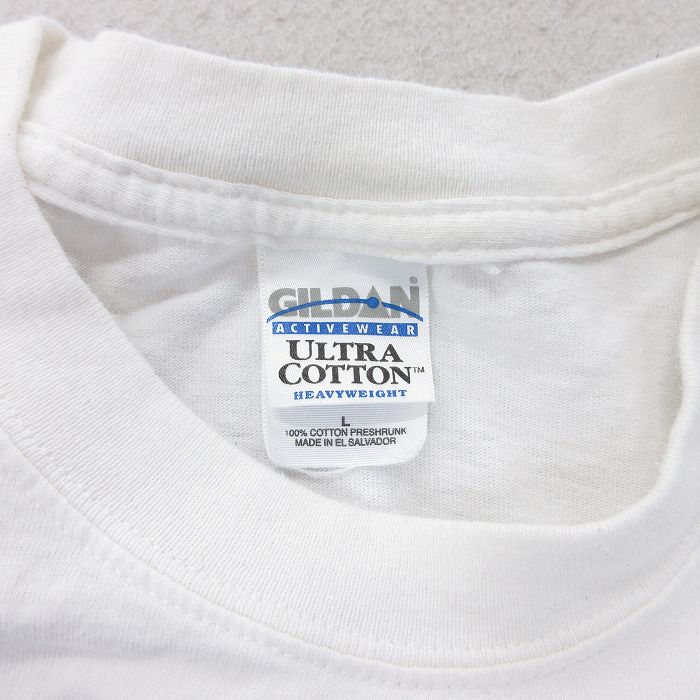 GILDAN®
ACTIVEWEAR
ULTRA
COTTON™
HEAVYWEIGHT
L
100% COTTON PRESHRUNK
MADE IN EL SALVADOR